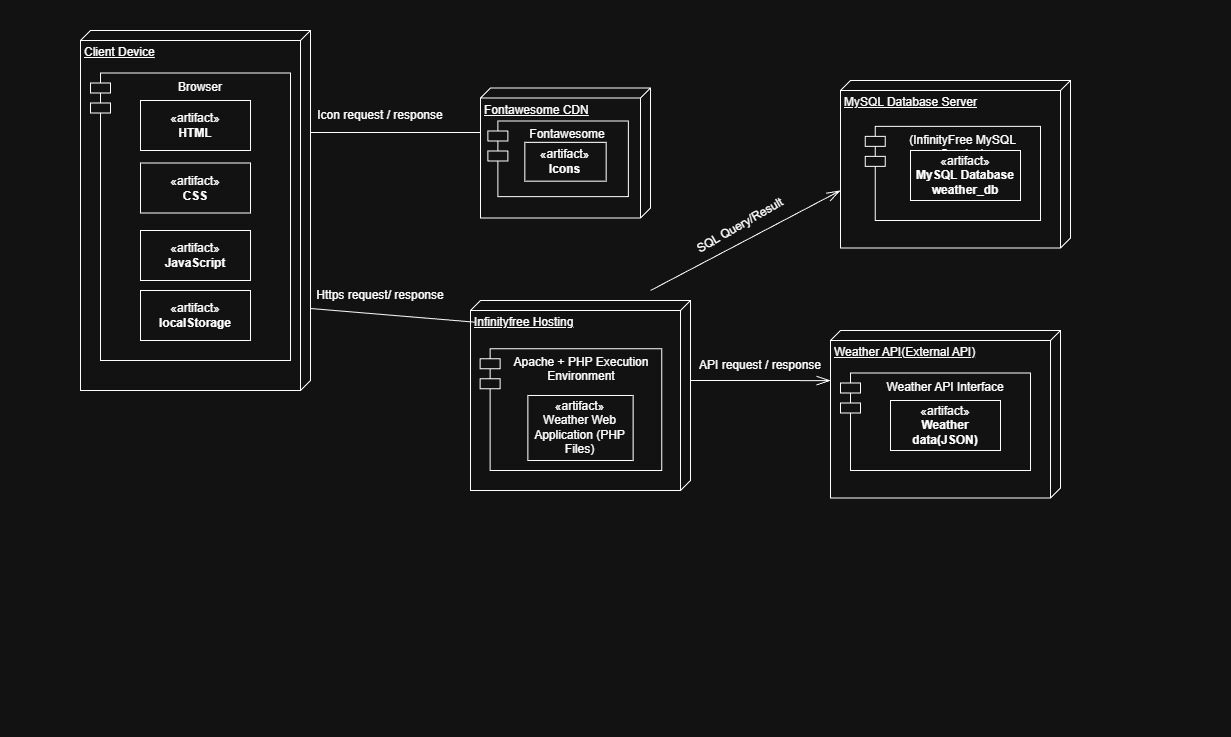 Client Device
Browser
«artifact»
HTML
«artifact»
CSS
«artifact»
JavaScript
«artifact»
localStorage
Icon request / response
Https request/ response
Fontawesome CDN
Fontawesome
«artifact»
Icons
Infinityfree Hosting
Apache + PHP Execution
Environment
«artifact»
Weather Web
Application (PHP
Files)
SQL Query/Result
API request / response
MySQL Database Server
(InfinityFree MySQL
«artifact»
MySQL Database
weather_db
Weather API(External API)
Weather API Interface
«artifact»
Weather
data(JSON)